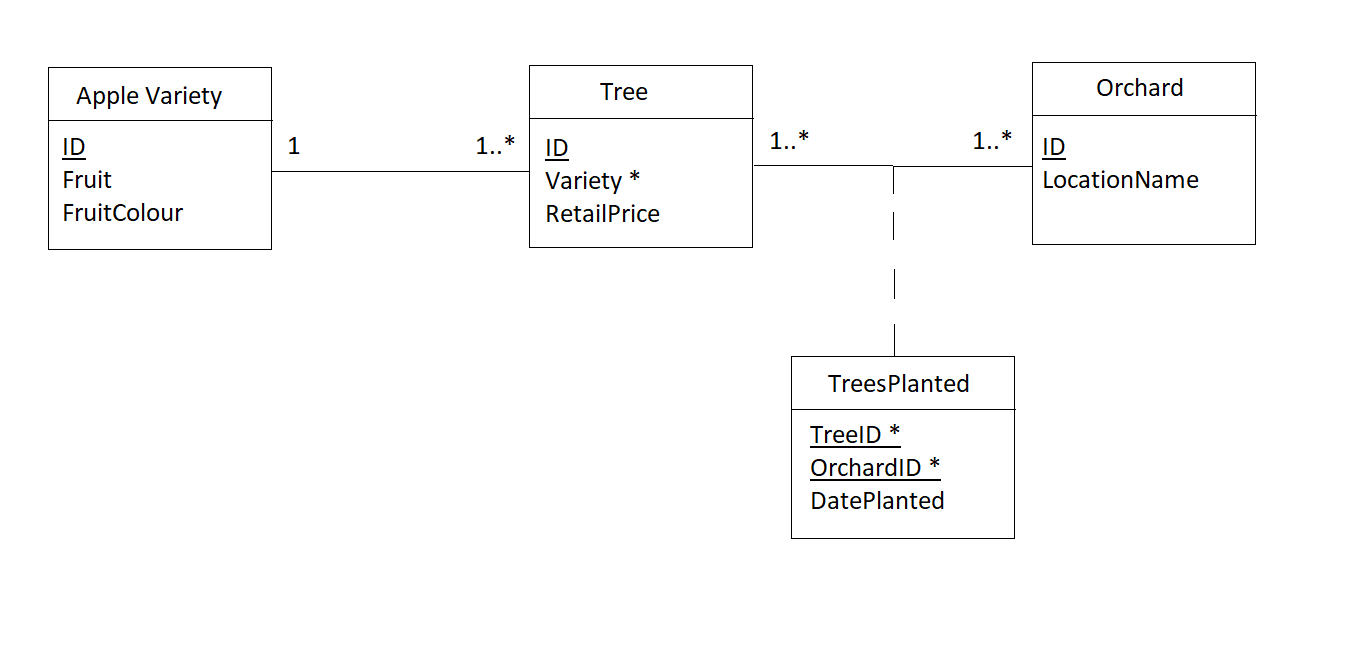 Apple Variety
ID
Fruit
FruitColour
1
1..*
Tree
ID
Variety *
RetailPrice
1..*
1..*
Orchard
ID
LocationName
TreesPlanted
TreeID *
OrchardID *
DatePlanted